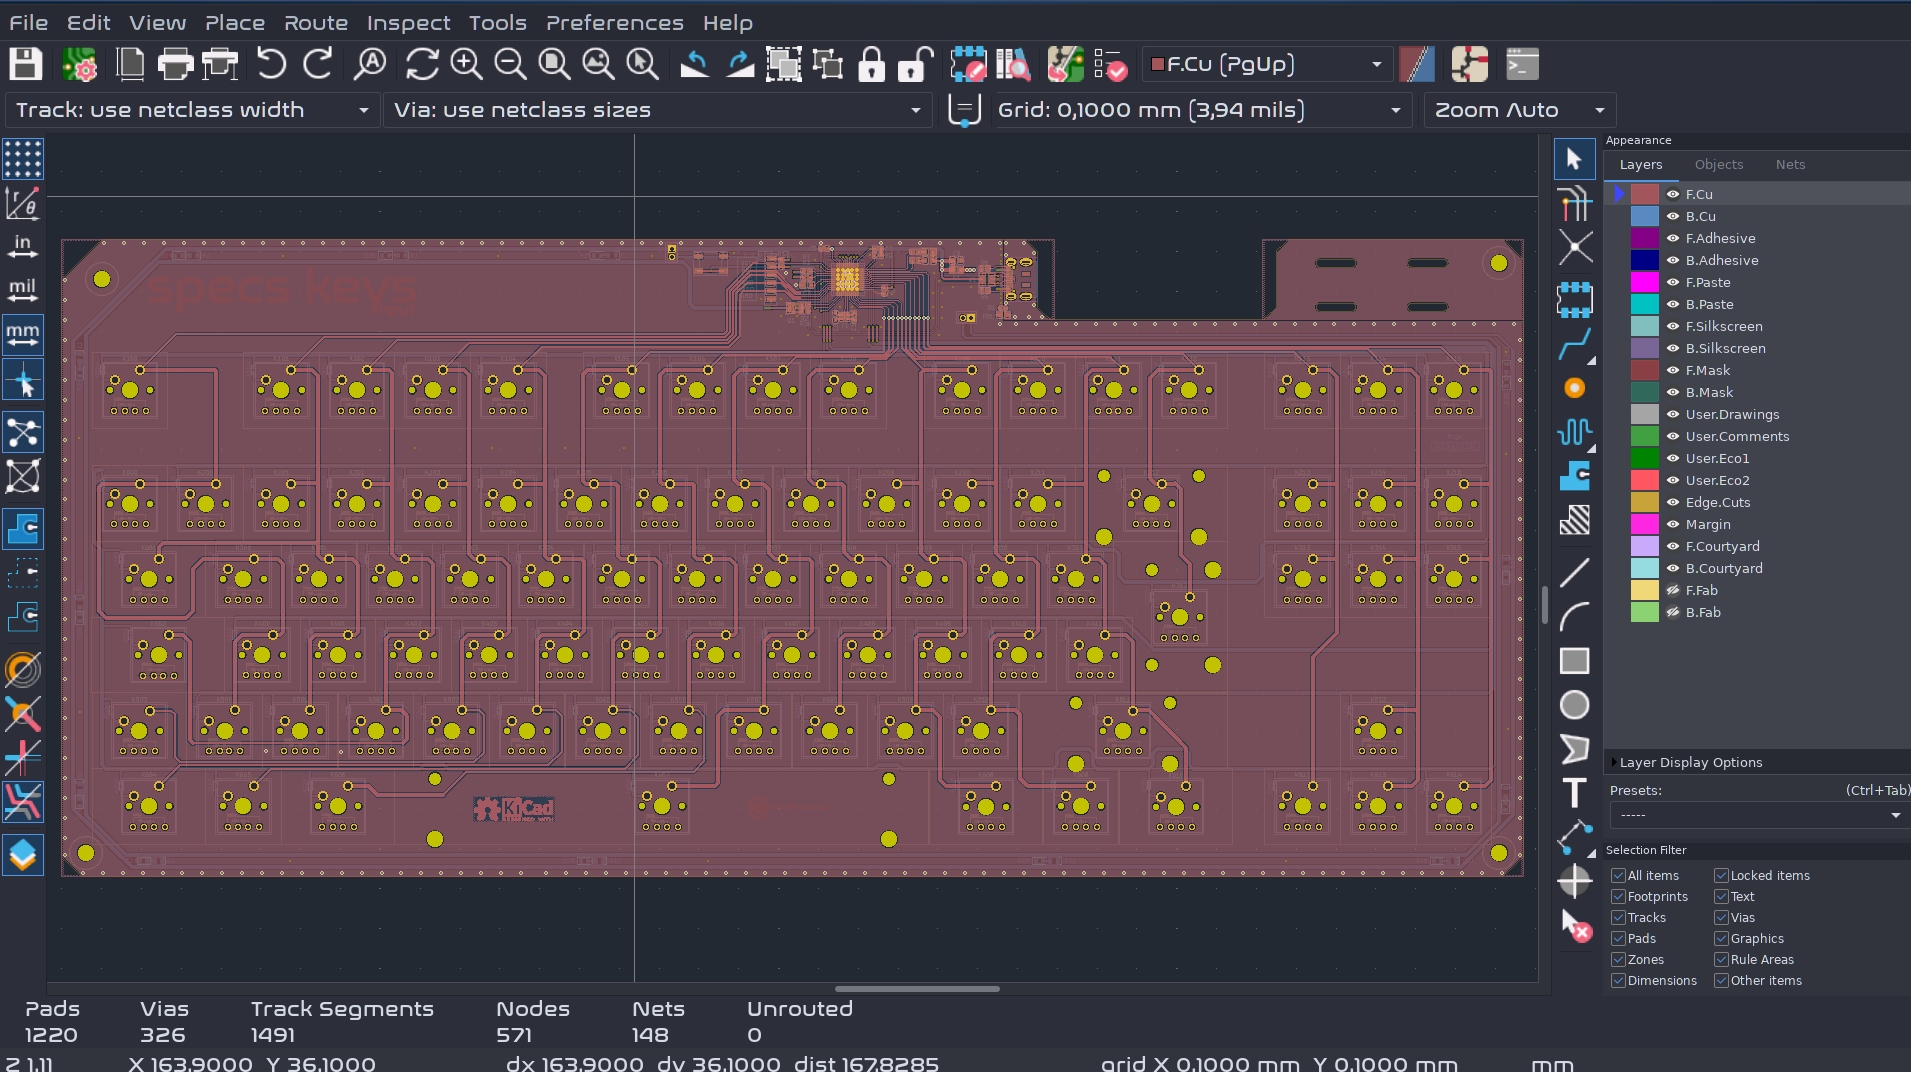 File Edit View Place Route Inspect Tools Preferences Help
F.Cu (PgUp)
Track: use netclass width
Via: use netclass sizes
Grid: 0,1000 mm (3,94 mils)
Zoom Auto
in
mil
mm
specs keys
KiCad
Appearance
Layers Objects Nets
F.Cu
B.Cu
F.Adhesive
B.Adhesive
F.Paste
B.Paste
F.Silkscreen
B.Silkscreen
F.Mask
B.Mask
User.Drawings
User.Comments
User.Eco1
User.Eco2
Edge.Cuts
Margin
F.Courtyard
B.Courtyard
F.Fab
B.Fab
Layer Display Options
Presets: (Ctrl+Tab)
-----
Selection Filter
All items Locked items
Footprints Text
Tracks Vias
Pads Graphics
Zones Rule Areas
Dimensions Other items
Pads Vias Track Segments Nodes Nets Unrouted
1220 326 1491 571 148 0
Z 1,11 X 163,9000 Y 36,1000 dx 163,9000 dy 36,1000 dist 167,8285 grid X 0,1000 mm Y 0,1000 mm mm